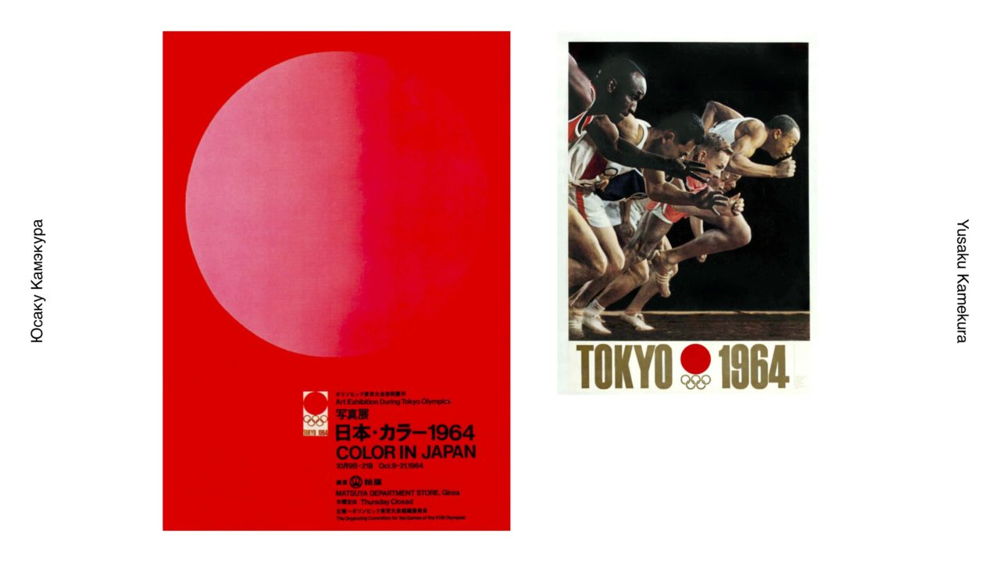 Юсаку Камэкура
オリンピック東京大会芸術展示
Art Exhibition During Tokyo Olympics
写真展
日本・カラー1964
COLOR IN JAPAN
10月9日−21日 Oct.9-21,1964
銀座 松屋
MATSUYA DEPARTMENT STORE, Ginza
木曜定休 Thursday Closed
主催−オリンピック東京大会組織委員会
The Organizing Committee for the Games of the XVIII Olympiad
TOKYO 1964
TOKYO 1964
Yusaku Kamekura